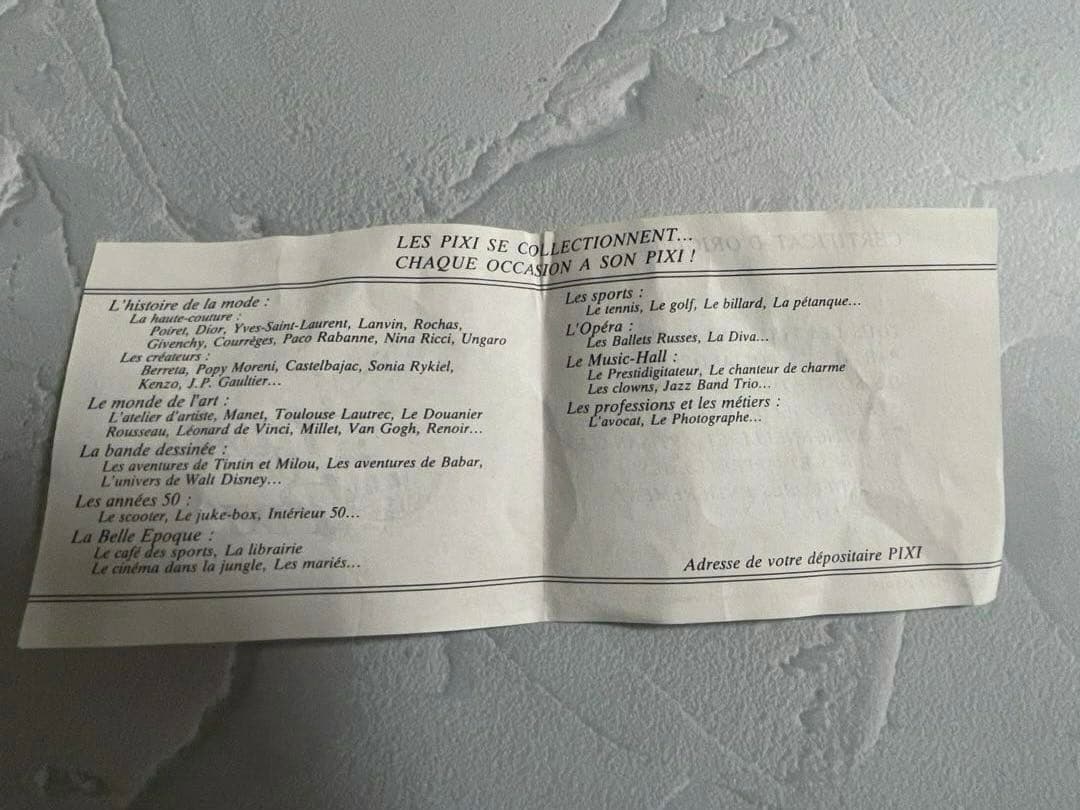 LES PIXI SE COLLECTIONNENT...
CHAQUE OCCASION A SON PIXI !
L'histoire de la mode :
La haute-couture :
Poiret, Dior, Yves-Saint-Laurent, Lanvin, Rochas,
Givenchy, Courrèges, Paco Rabanne, Nina Ricci, Ungaro
Les créateurs :
Berreta, Popy Moreni, Castelbajac, Sonia Rykiel,
Kenzo, J.P. Gaultier...
Le monde de l'art :
L'atelier d'artiste, Manet, Toulouse Lautrec, Le Douanier
Rousseau, Léonard de Vinci, Millet, Van Gogh, Renoir...
La bande dessinée :
Les aventures de Tintin et Milou, Les aventures de Babar,
L'univers de Walt Disney...
Les années 50 :
Le scooter, Le juke-box, Intérieur 50...
La Belle Epoque :
Le café des sports, La librairie
Le cinéma dans la jungle, Les mariés...
Les sports :
Le tennis, Le golf, Le billard, La pétanque...
L'Opéra :
Les Ballets Russes, La Diva...
Le Music-Hall :
Le Prestidigitateur, Le chanteur de charme
Les clowns, Jazz Band Trio...
Les professions et les métiers :
L'avocat, Le Photographe...
Adresse de votre dépositaire PIXI